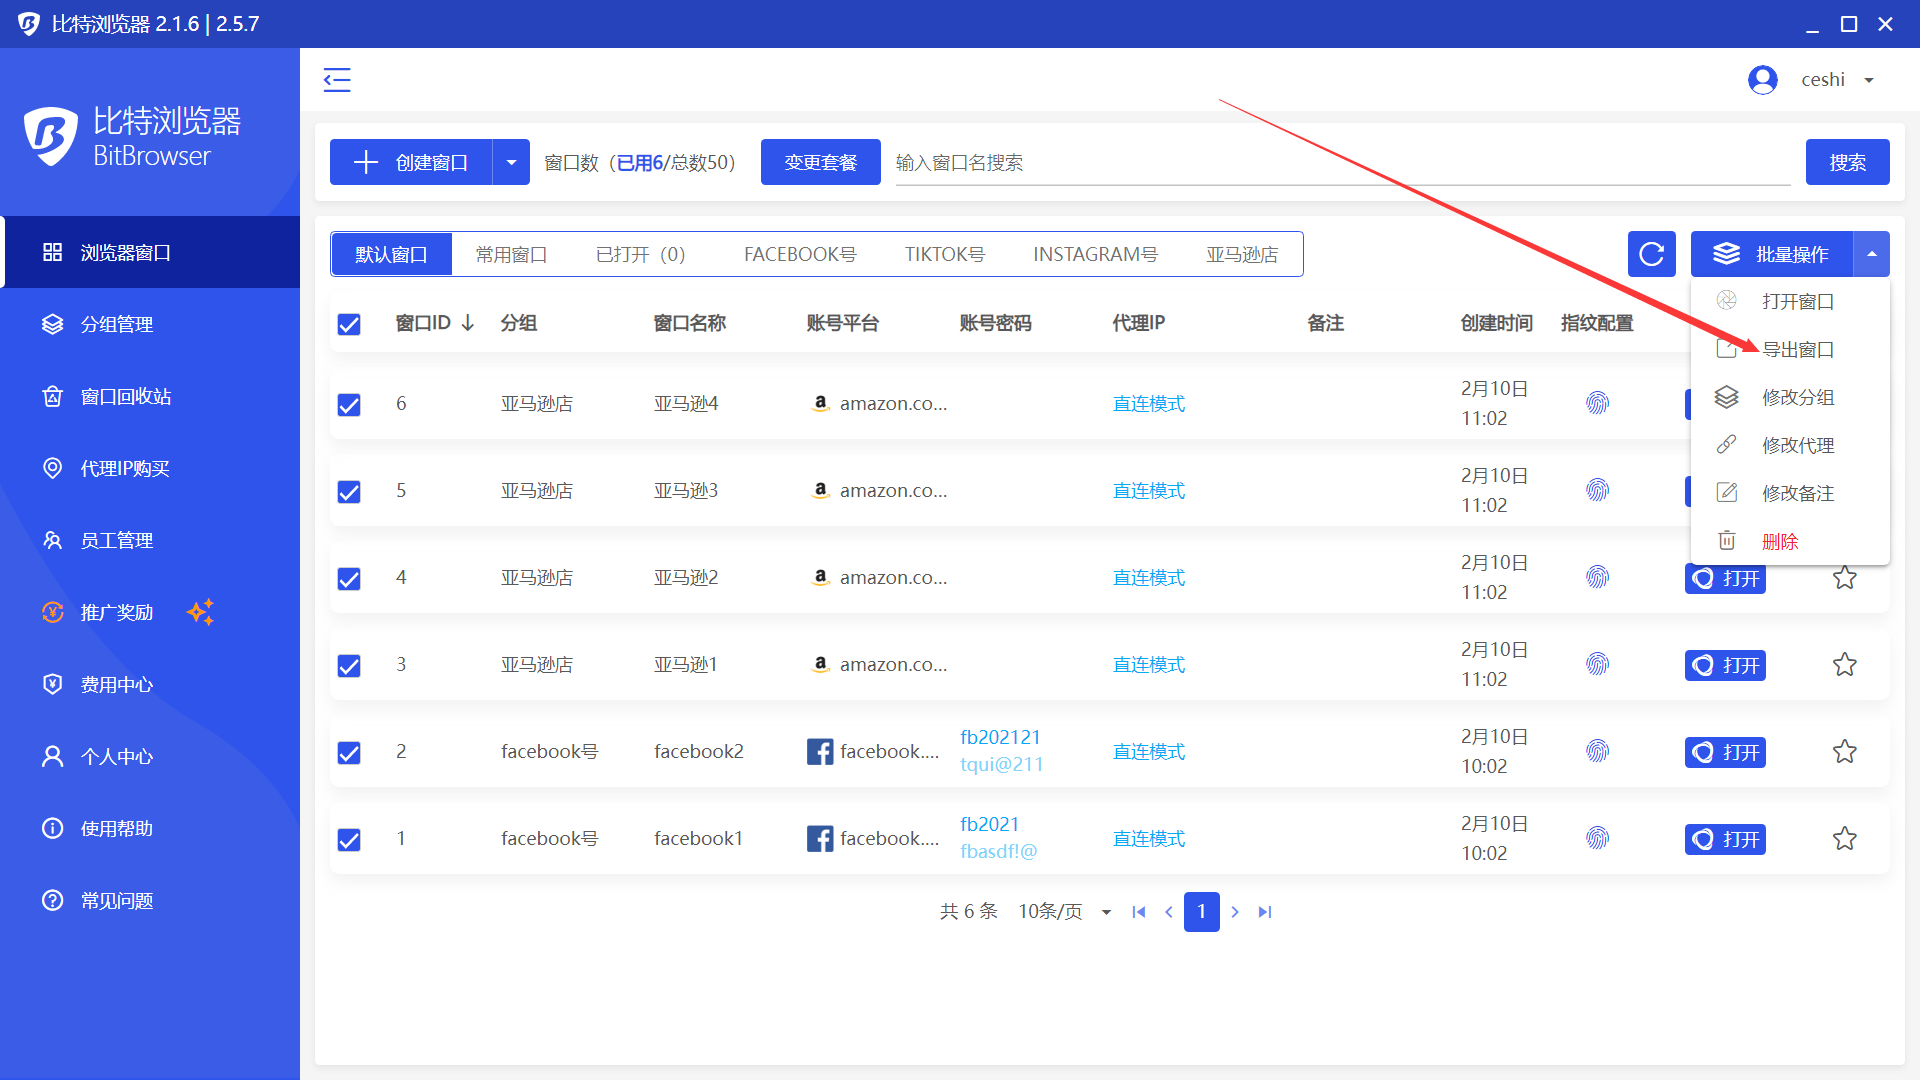 比特浏览器 2.1.6 | 2.5.7
比特浏览器
BitBrowser
浏览器窗口
分组管理
窗口回收站
代理IP购买
员工管理
推广奖励
费用中心
个人中心
使用帮助
常见问题
ceshi
创建窗口
窗口数（已用6/总数50）
变更套餐
输入窗口名搜索
搜索
默认窗口 常用窗口 已打开（0） FACEBOOK号 TIKTOK号 INSTAGRAM号 亚马逊店
批量操作
打开窗口
导出窗口
修改分组
修改代理
修改备注
删除
窗口ID 分组 窗口名称 账号平台 账号密码 代理IP 备注 创建时间 指纹配置
6 亚马逊店 亚马逊4 amazon.co... 直连模式 2月10日
11:02
5 亚马逊店 亚马逊3 amazon.co... 直连模式 2月10日
11:02
4 亚马逊店 亚马逊2 amazon.co... 直连模式 2月10日
11:02 打开
3 亚马逊店 亚马逊1 amazon.co... 直连模式 2月10日
11:02 打开
2 facebook号 facebook2 facebook.... fb202121
tqui@211 直连模式 2月10日
10:02 打开
1 facebook号 facebook1 facebook.... fb2021
fbasdf!@ 直连模式 2月10日
10:02 打开
共 6 条 10条/页 1